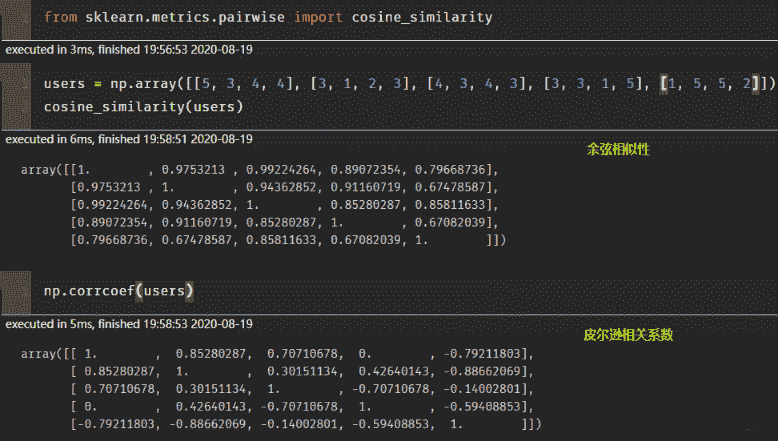 from sklearn.metrics.pairwise import cosine_similarity
executed in 3ms, finished 19:56:53 2020-08-19
users = np.array([[5, 3, 4, 4], [3, 1, 2, 3], [4, 3, 4, 3], [3, 3, 1, 5], [1, 5, 5, 2]])
cosine_similarity(users)
executed in 6ms, finished 19:58:51 2020-08-19
余弦相似性
array([[1.        , 0.9753213 , 0.99224264, 0.89072354, 0.79668736],
[0.9753213 , 1.        , 0.94362852, 0.91160719, 0.67478587],
[0.99224264, 0.94362852, 1.        , 0.85280287, 0.85811633],
[0.89072354, 0.91160719, 0.85280287, 1.        , 0.67082039],
[0.79668736, 0.67478587, 0.85811633, 0.67082039, 1.        ]])
np.corrcoef(users)
executed in 5ms, finished 19:58:53 2020-08-19
皮尔逊相关系数
array([[ 1.        ,  0.85280287,  0.70710678,  0.        , -0.79211803],
[ 0.85280287,  1.        ,  0.30151134,  0.42640143, -0.88662069],
[ 0.70710678,  0.30151134,  1.        , -0.70710678, -0.14002801],
[ 0.        ,  0.42640143, -0.70710678,  1.        , -0.59408853],
[-0.79211803, -0.88662069, -0.14002801, -0.59408853,  1.        ]])